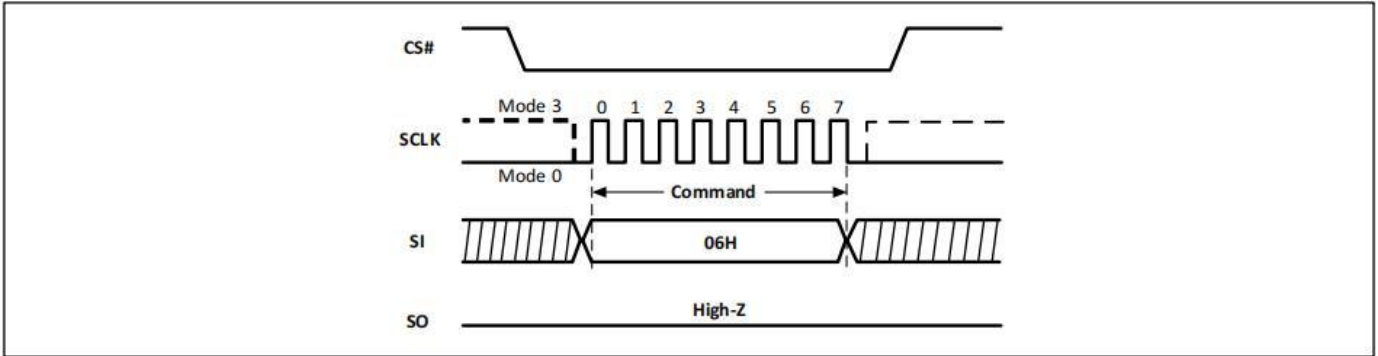 CS#
Mode 3 0 1 2 3 4 5 6 7
SCLK
Mode 0
Command
SI 06H
High-Z
SO